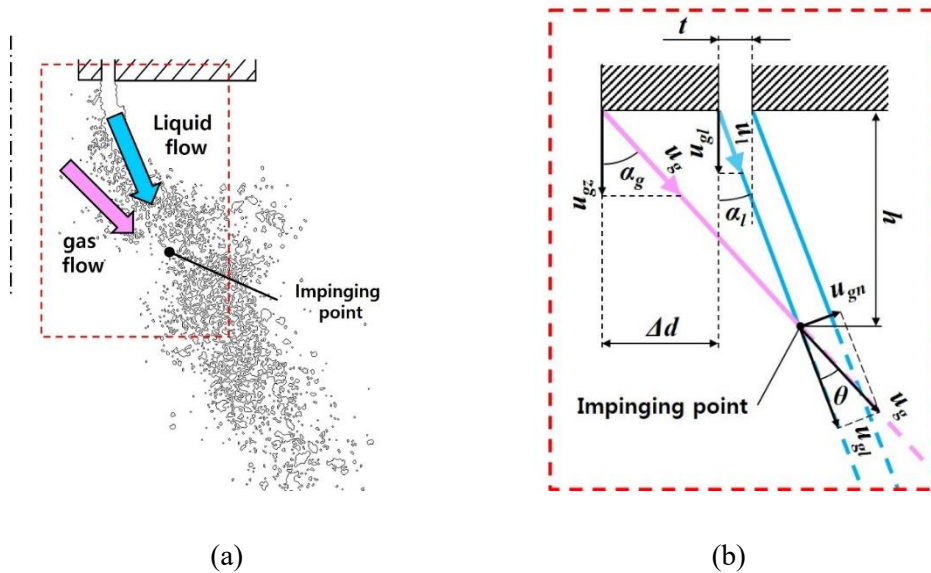 Liquid
flow
gas
flow
Impinging
point
(a)
t
u_gz
α_g
u_g
u_gl
u_l
α_l
h
u_gn
Δd
Impinging point
θ
u_g
u_gl
(b)